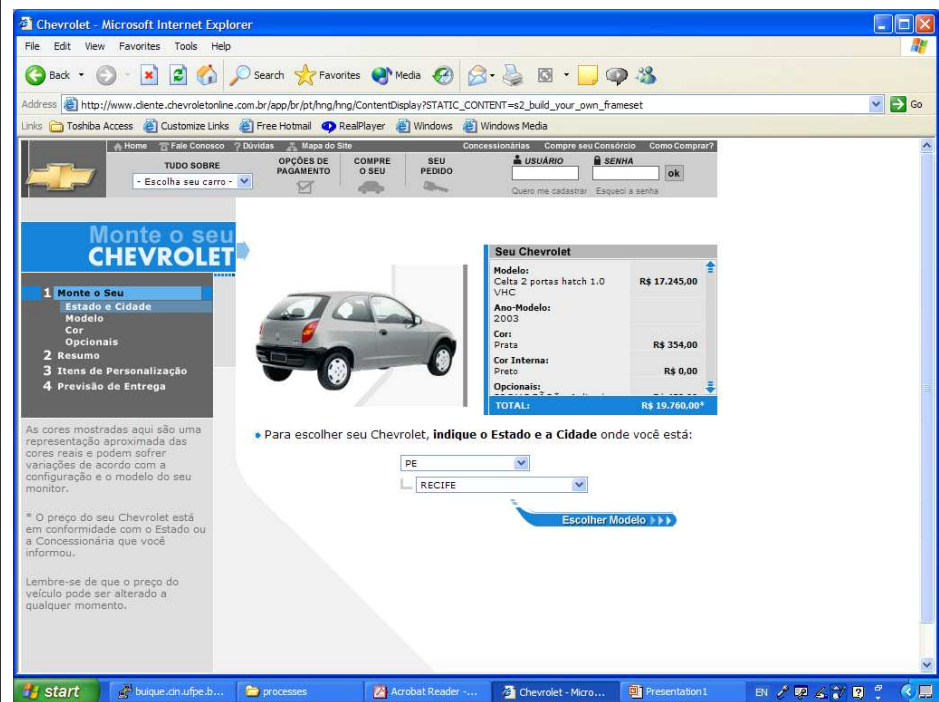 Chevrolet - Microsoft Internet Explorer
File Edit View Favorites Tools Help
Back Search Favorites Media
Address http://www.cliente.chevroletonline.com.br/app/br/pt/hng/hng/ContentDisplay?STATIC_CONTENT=s2_build_your_own_frameset Go
Links Toshiba Access Customize Links Free Hotmail RealPlayer Windows Windows Media
Home Fale Conosco ? Dúvidas Mapa do Site Concessionárias Compre seu Consórcio Como Comprar?
TUDO SOBRE
- Escolha seu carro -
OPÇÕES DE
PAGAMENTO
COMPRE
O SEU
SEU
PEDIDO
USUÁRIO SENHA
ok
Quero me cadastrar Esqueci a senha
Monte o seu
CHEVROLET
1 Monte o Seu
Estado e Cidade
Modelo
Cor
Opcionais
2 Resumo
3 Itens de Personalização
4 Previsão de Entrega
As cores mostradas aqui são uma
representação aproximada das
cores reais e podem sofrer
variações de acordo com a
configuração e o modelo do seu
monitor.
* O preço do seu Chevrolet está
em conformidade com o Estado ou
a Concessionária que você
informou.
Lembre-se de que o preço do
veículo pode ser alterado a
qualquer momento.
Seu Chevrolet
Modelo:
Celta 2 portas hatch 1.0 R$ 17.245,00
VHC
Ano-Modelo:
2003
Cor:
Prata R$ 354,00
Cor Interna:
Preto R$ 0,00
Opcionais:
TOTAL: R$ 19.760,00*
Para escolher seu Chevrolet, indique o Estado e a Cidade onde você está:
PE
RECIFE
Escolher Modelo
start buique.cin.ufpe.b... processes Acrobat Reader -... Chevrolet - Micro... Presentation1 EN